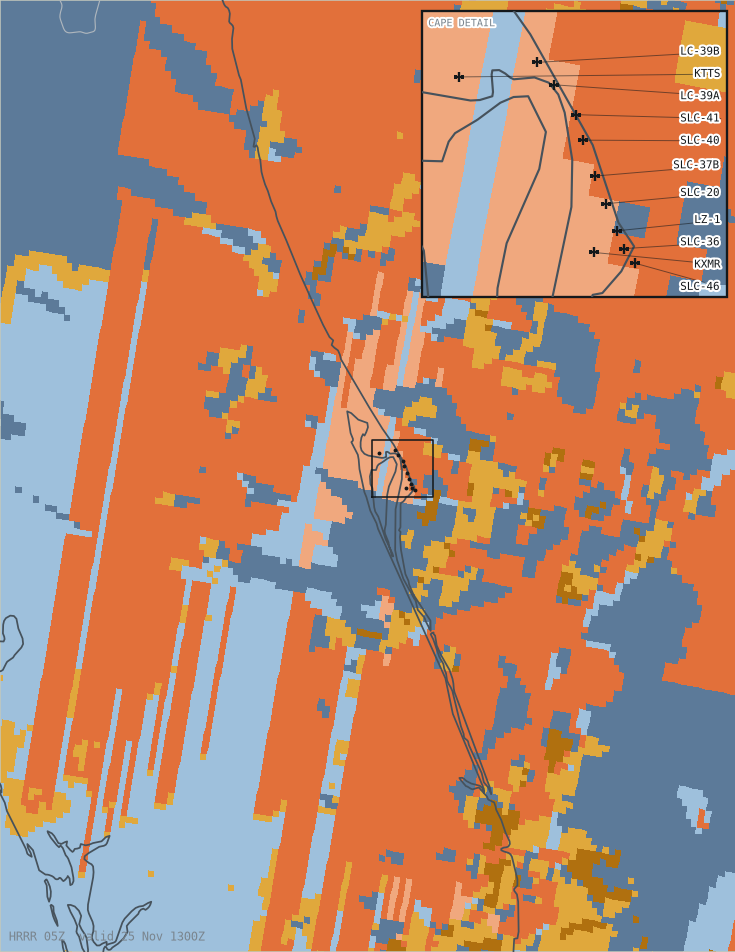 CAPE DETAIL
LC-39B
KTTS
LC-39A
SLC-41
SLC-40
SLC-37B
SLC-20
LZ-1
SLC-36
KXMR
SLC-46
HRRR 05Z, valid 25 Nov 1300Z